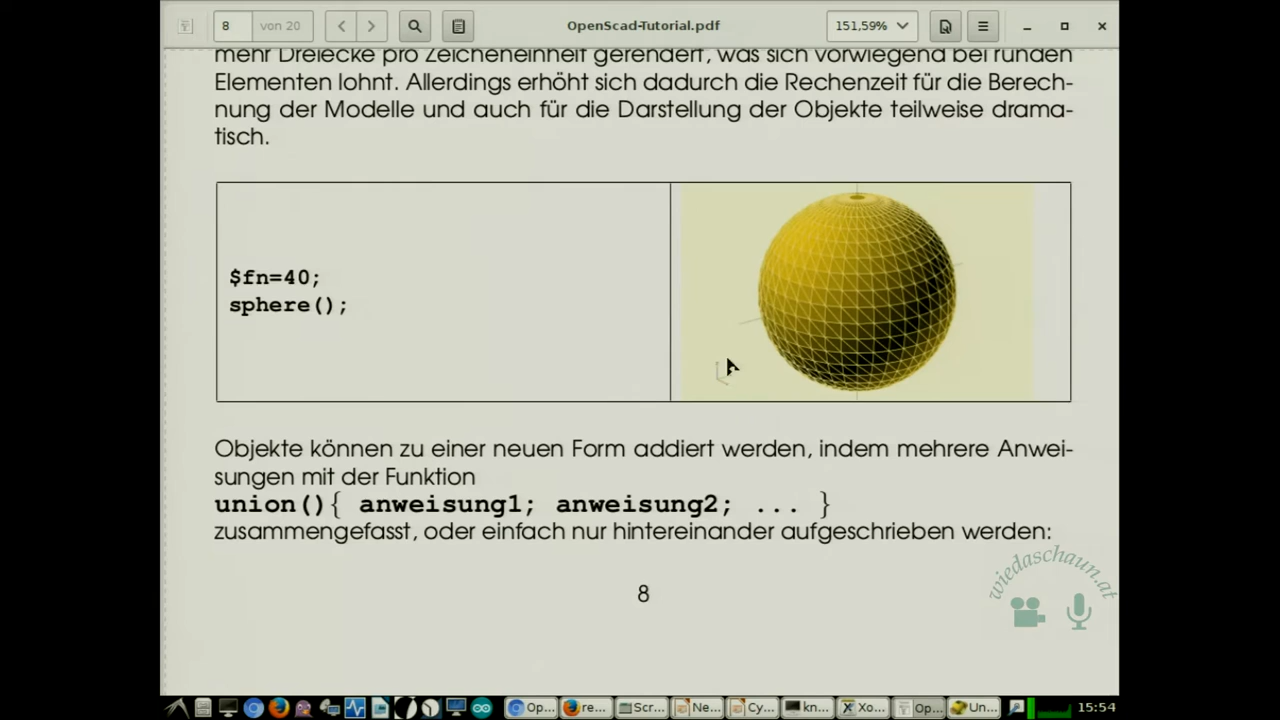 8
von 20
OpenScad-Tutorial.pdf
151,59%
mehr Dreiecke pro Zeicheneinheit gerendert, was sich vorwiegend bei runden
Elementen lohnt. Allerdings erhöht sich dadurch die Rechenzeit für die Berech-
nung der Modelle und auch für die Darstellung der Objekte teilweise drama-
tisch.
$fn=40;
sphere();
Objekte können zu einer neuen Form addiert werden, indem mehrere Anwei-
sungen mit der Funktion
union(){ anweisung1; anweisung2; ... }
zusammengefasst, oder einfach nur hintereinander aufgeschrieben werden:
wiedaschaun.at
8
Op...
re...
Scr...
Ne...
Cy...
kn...
Xo...
Op...
Un...
15:54